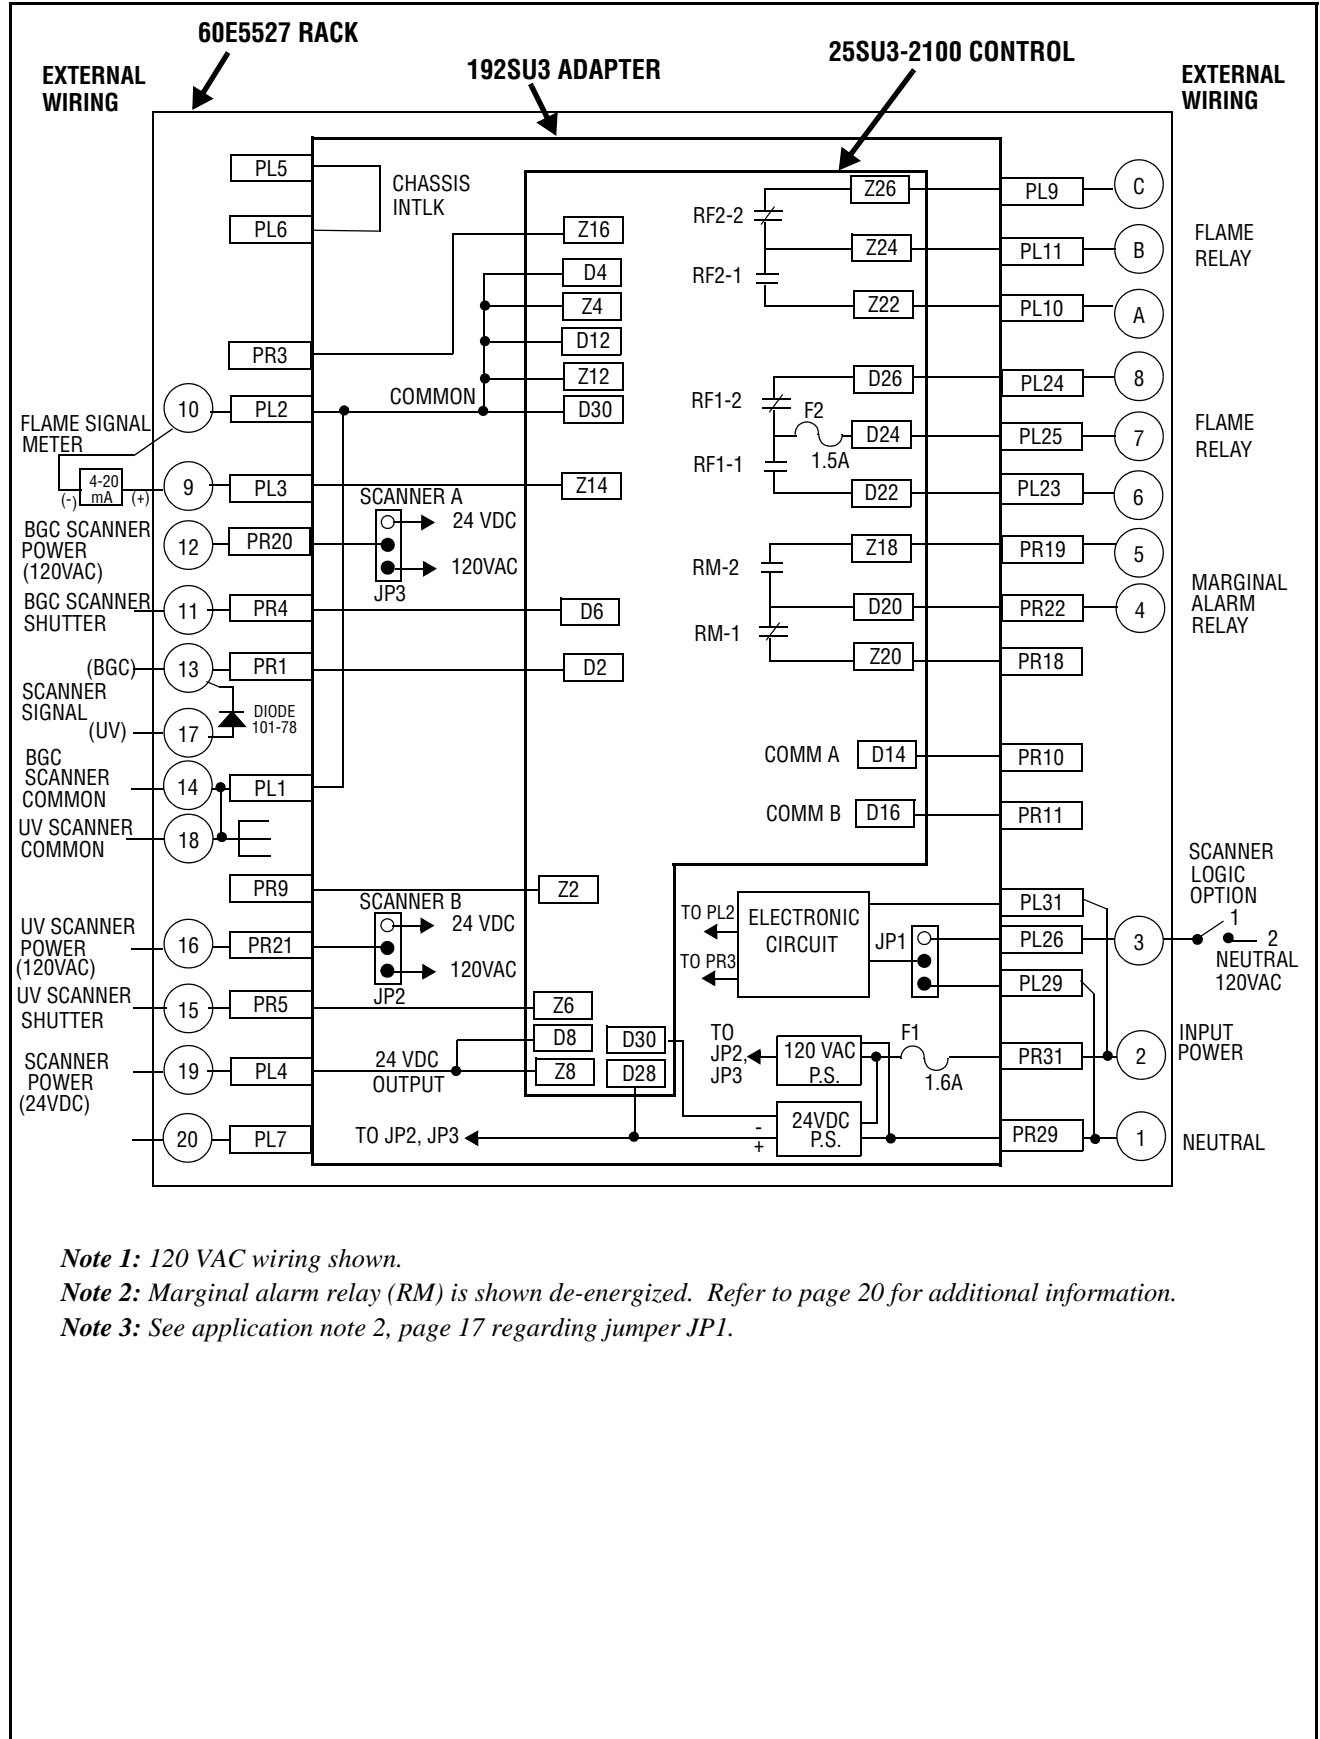 60E5527 RACK
192SU3 ADAPTER
25SU3-2100 CONTROL
EXTERNAL
WIRING
EXTERNAL
WIRING
PL5
CHASSIS
INTLK
PL6
Z16
D4
Z4
D12
Z12
D30
PR3
COMMON
10
PL2
FLAME SIGNAL
METER
4-20
mA
(-)
(+)
9
PL3
Z14
SCANNER A
24 VDC
120VAC
JP3
BGC SCANNER
POWER
(120VAC)
12
PR20
BGC SCANNER
SHUTTER
11
PR4
D6
(BGC)
13
PR1
D2
SCANNER
SIGNAL
(UV)
17
DIODE
101-78
BGC
SCANNER
COMMON
14
PL1
UV SCANNER
COMMON
18
PR9
Z2
SCANNER B
24 VDC
120VAC
JP2
UV SCANNER
POWER
(120VAC)
16
PR21
UV SCANNER
SHUTTER
15
PR5
Z6
D8
Z8
D30
D28
SCANNER
POWER
(24VDC)
19
PL4
24 VDC
OUTPUT
20
PL7
TO JP2, JP3
RF2-2
RF2-1
Z26
Z24
Z22
PL9
PL11
PL10
C
B
A
FLAME
RELAY
RF1-2
RF1-1
F2
1.5A
D26
D24
D22
PL24
PL25
PL23
8
7
6
FLAME
RELAY
RM-2
RM-1
Z18
D20
Z20
PR19
PR22
PR18
5
4
MARGINAL
ALARM
RELAY
COMM A
D14
PR10
COMM B
D16
PR11
SCANNER
LOGIC
OPTION
1
2
NEUTRAL
120VAC
TO PL2
TO PR3
ELECTRONIC
CIRCUIT
JP1
PL31
PL26
PL29
3
TO
JP2,
JP3
120 VAC
P.S.
F1
1.6A
PR31
2
INPUT
POWER
-
+
24VDC
P.S.
PR29
1
NEUTRAL
Note 1: 120 VAC wiring shown.
Note 2: Marginal alarm relay (RM) is shown de-energized. Refer to page 20 for additional information.
Note 3: See application note 2, page 17 regarding jumper JP1.